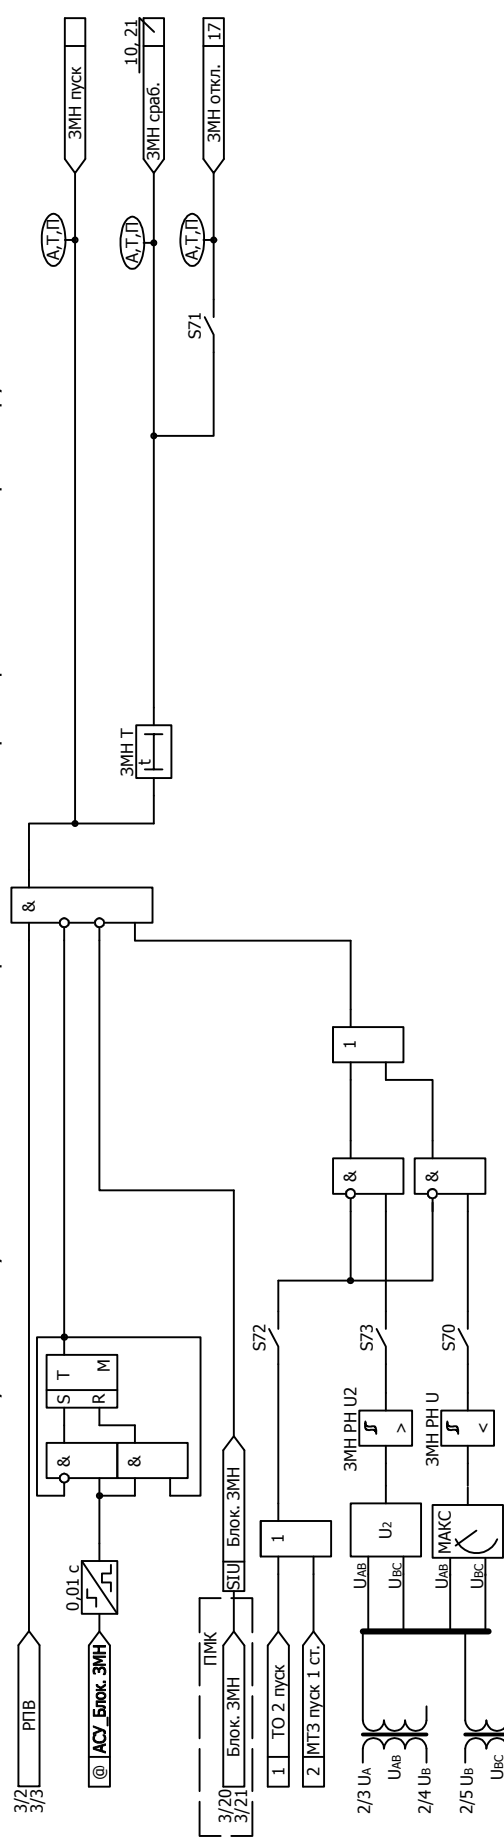 3/2
3/3
РПВ
@ АСУ_Блок. ЗМН
0,01 с
&
&
S T
R M
&
ПМК
3/20
3/21
Блок. ЗМН
SIU Блок. ЗМН
1 ТО 2 пуск
2 МТЗ пуск 1 ст.
1
S72
2/3 UA
UAB
2/4 UB
2/5 UB
UBC
UAB
UBC
U2
ЗМН РН U2
>
S73
UAB
UBC
МАКС
ЗМН РН U
<
S70
&
&
1
ЗМН Т
t
S71
А,Т,П
А,Т,П
А,Т,П
ЗМН пуск
ЗМН сраб.
10, 21
ЗМН откл. 17